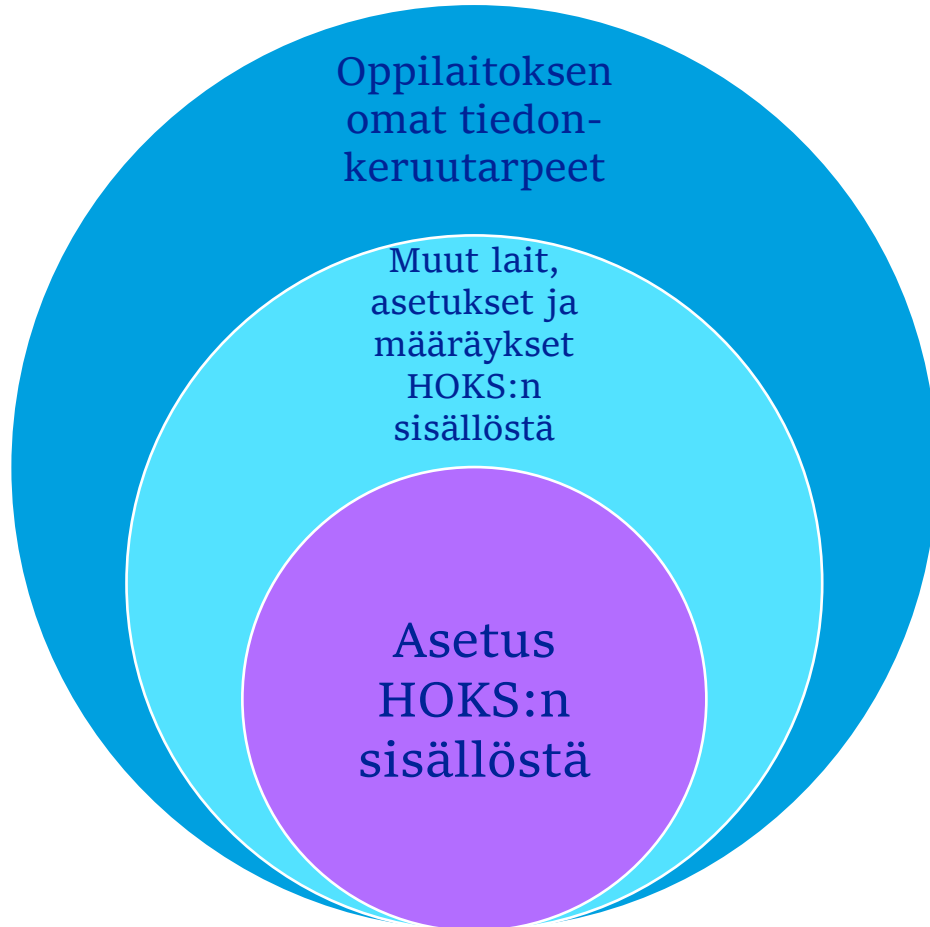 Oppilaitoksen
omat tiedon-
keruutarpeet
Muut lait,
asetukset ja
määräykset
HOKS:n
sisällöstä
Asetus
HOKS:n
sisällöstä